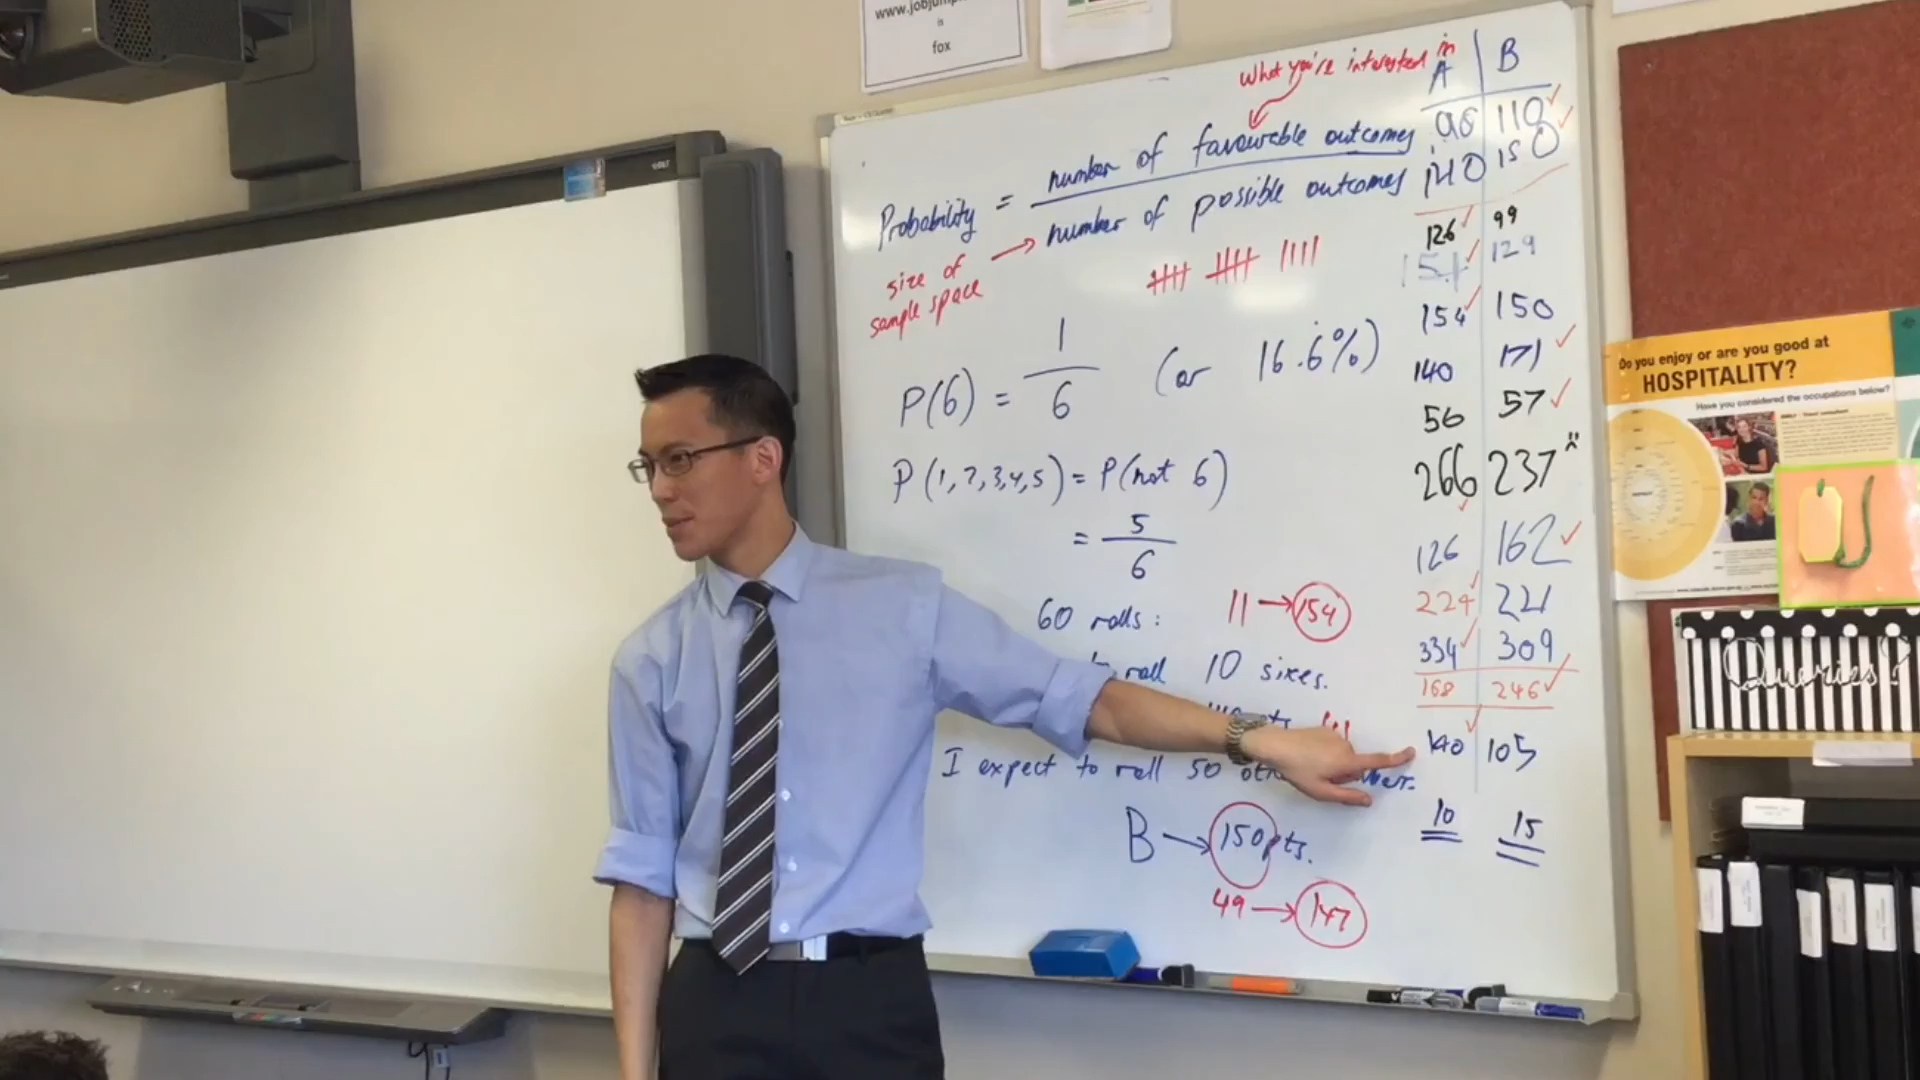 www.jobjump
is
fox
What you're interested in
Probability = number of favourable outcomes
number of possible outcomes
size of
sample space
P(6) = 1
6
(or 16.6̇%)
P(1,2,3,4,5) = P(not 6)
= 5
6
60 rolls: 11 → 154
roll 10 sixes.
I expect to roll 50
B → 150pts.
49 → 147
A B
96 110 ✓
140 150 ✓
126 ✓ 99
154 ✓ 129
154 ✓ 150
140 171 ✓
56 57 ✓
266 ✓ 237
126 162 ✓
224 ✓ 221
334 ✓ 309
168 246 ✓
140 ✓ 105
10 15
Do you enjoy or are you good at
HOSPITALITY?
Have you considered the occupations below?
Queries?